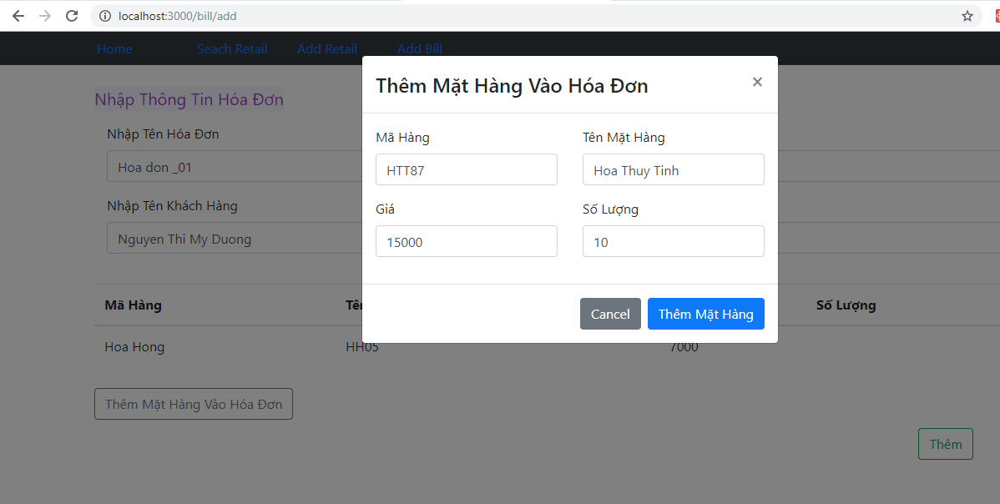 localhost:3000/bill/add
Home Seach Retail Add Retail Add Bill
Thêm Mặt Hàng Vào Hóa Đơn ×
Nhập Thông Tin Hóa Đơn
Nhập Tên Hóa Đơn
Hoa don _01
Nhập Tên Khách Hàng
Nguyen Thi My Duong
Mã Hàng Tên Mặt Hàng
HTT87 Hoa Thuy Tinh
Giá Số Lượng
15000 10
Cancel Thêm Mặt Hàng
Mã Hàng Số Lượng
Hoa Hong HH05 7000
Thêm Mặt Hàng Vào Hóa Đơn
Thêm